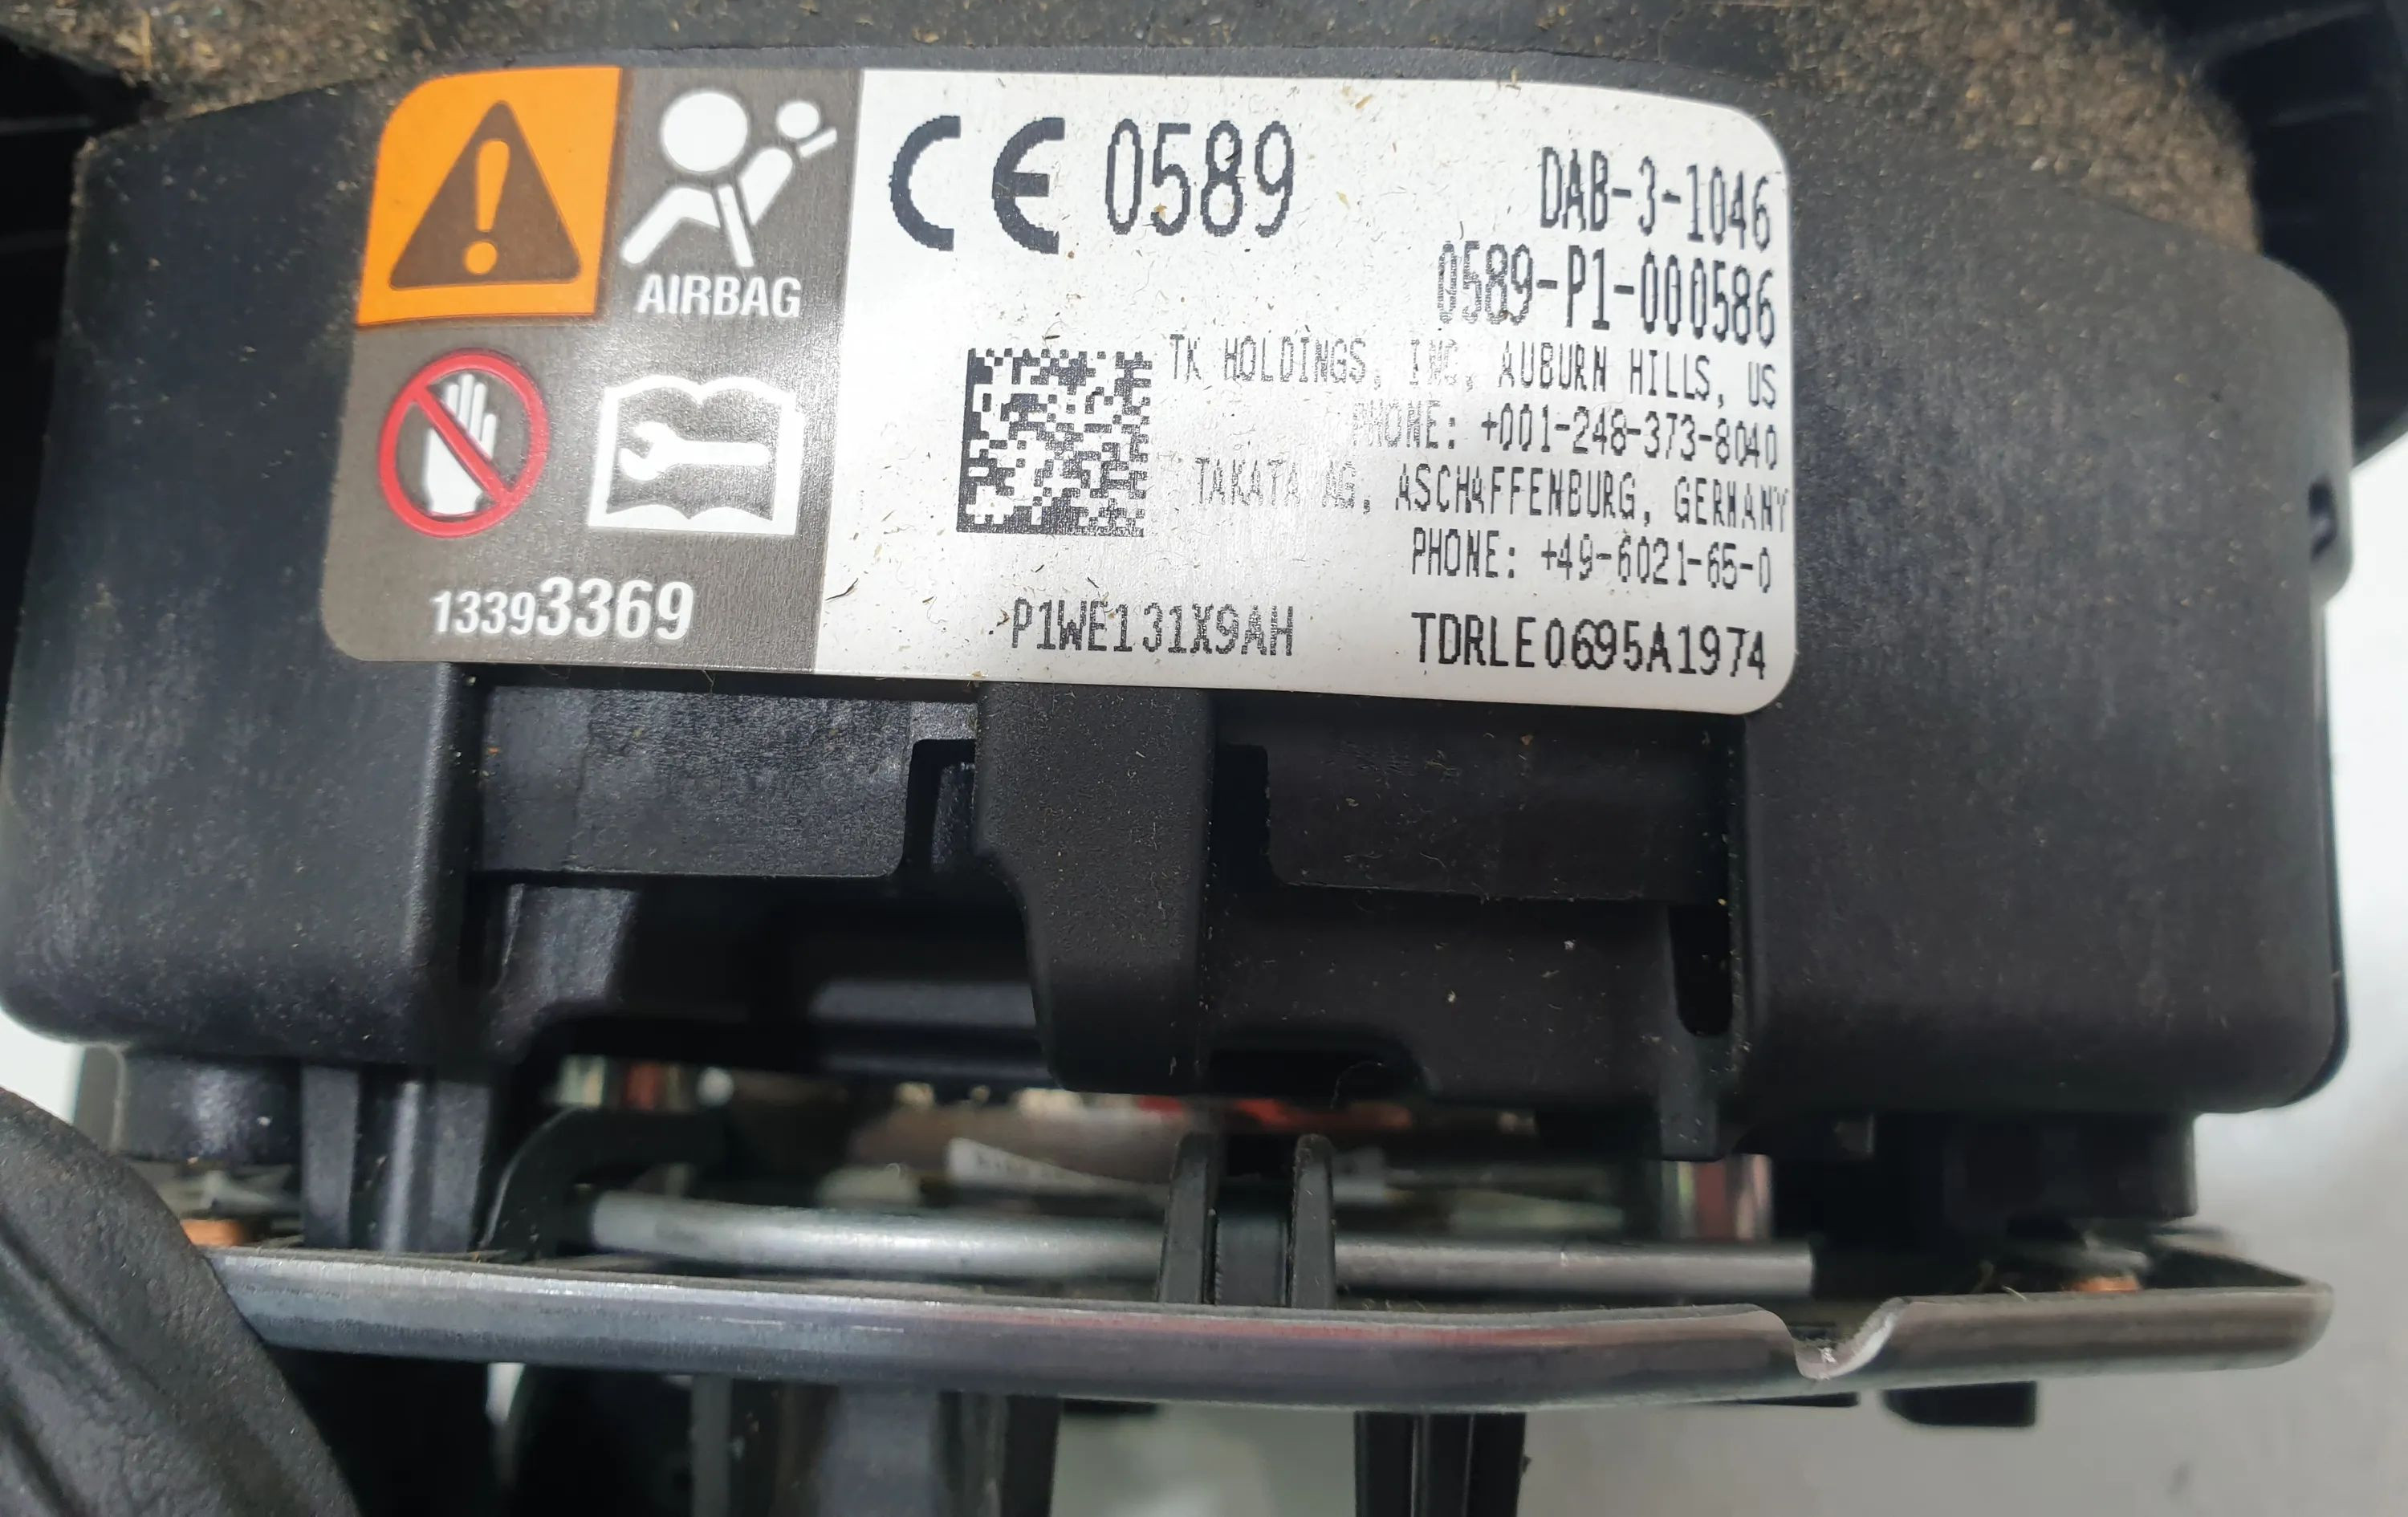 AIRBAG
13393369
CE 0589
DAB-3-1046
0589-P1-000586
TK HOLDINGS, INC, AUBURN HILLS, US
PHONE: +001-248-373-8040
TAKATA AG, ASCHAFFENBURG, GERMANY
PHONE: +49-6021-65-0
P1WE131X9AH
TDRLE0695A1974